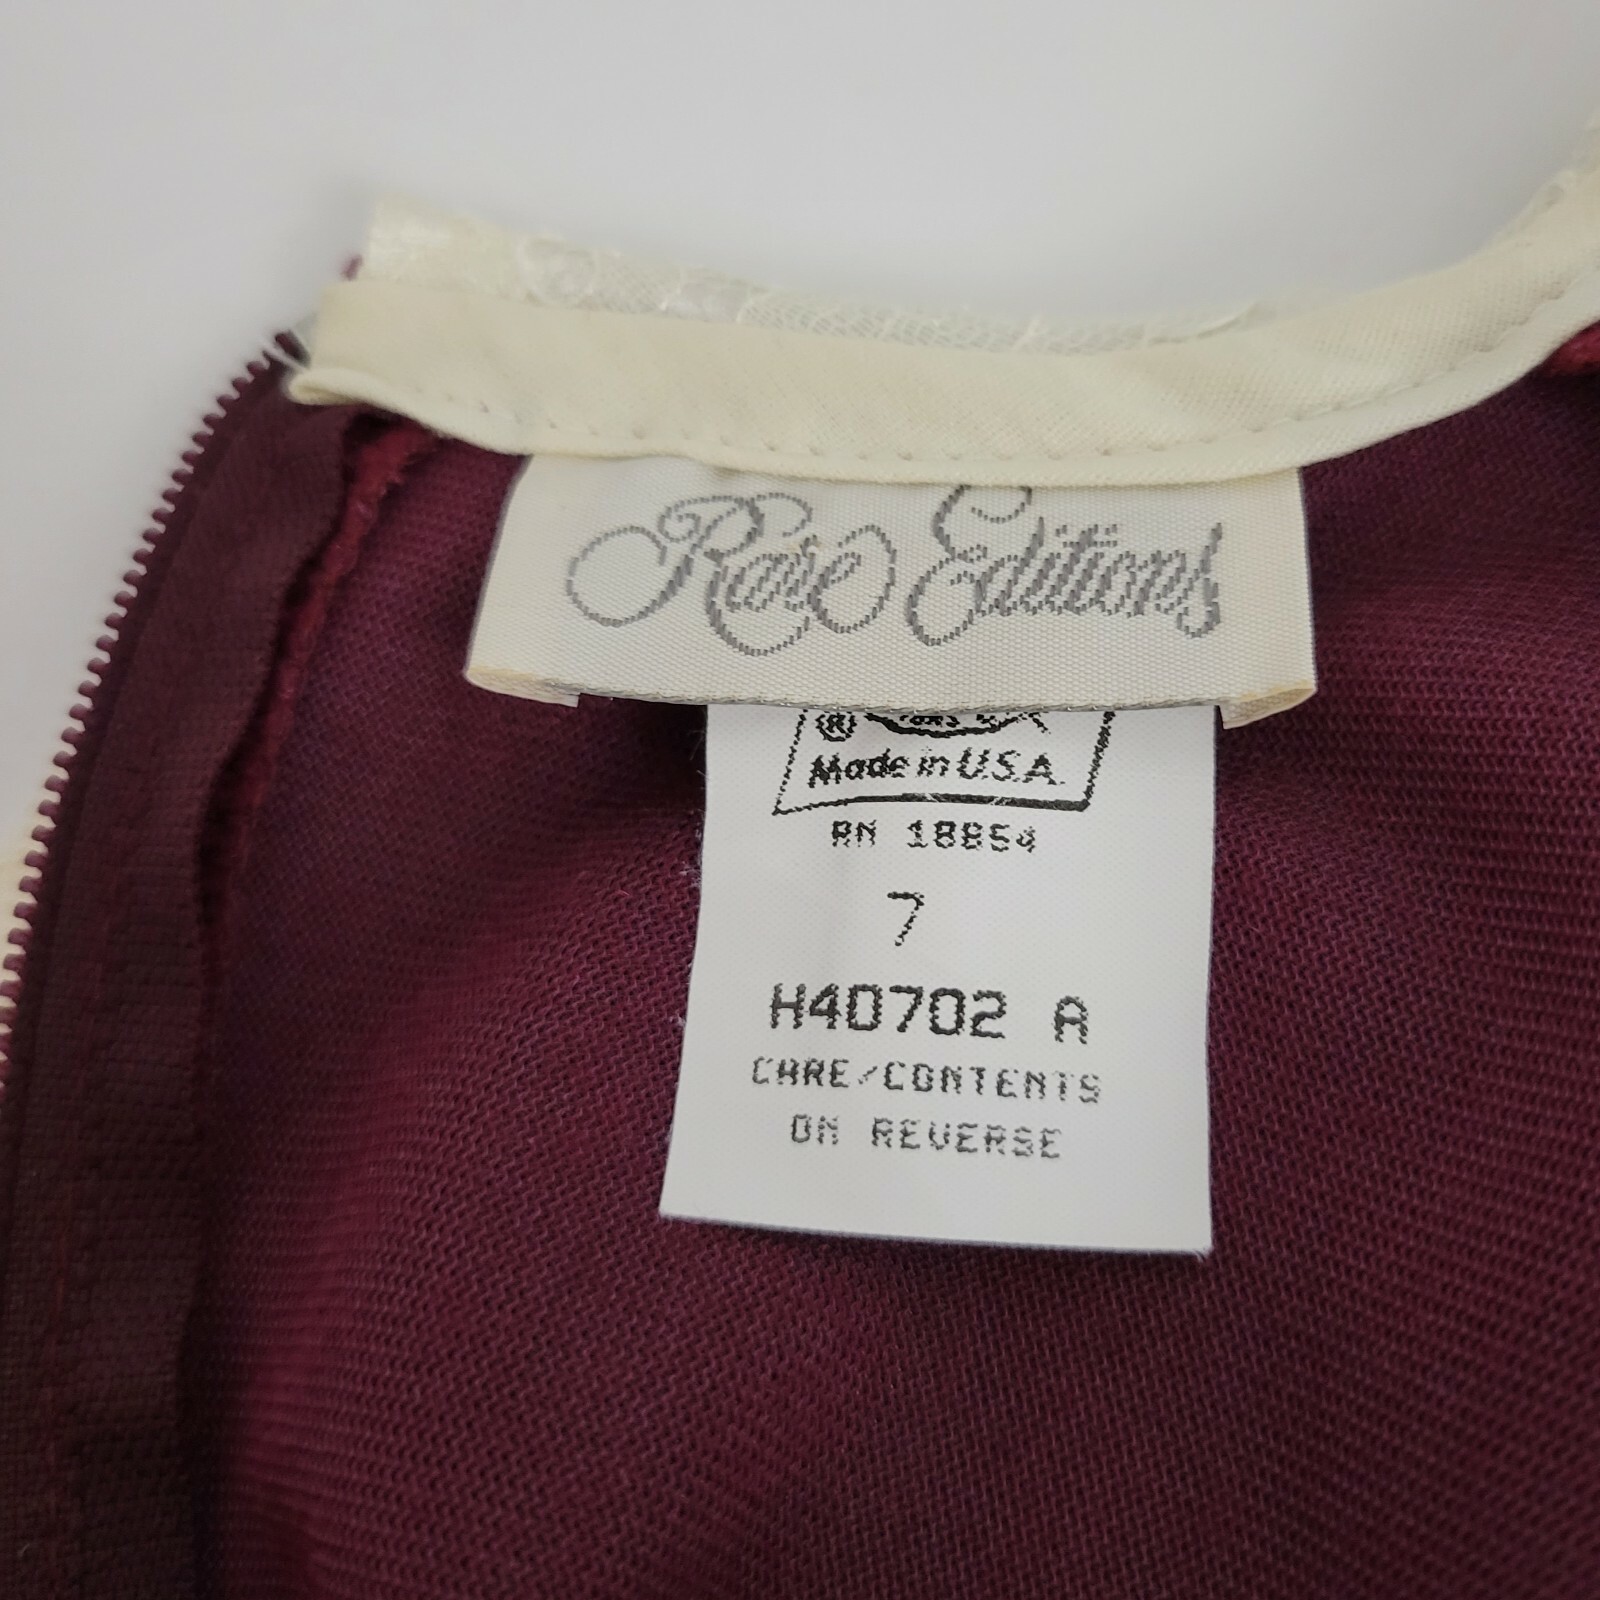 Rare Editions
®
Made in U.S.A.
RN 18854
7
H40702 A
CARE/CONTENTS
ON REVERSE